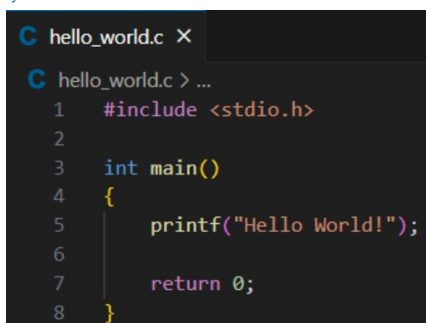 C hello_world.c ×
C hello_world.c > ...
1 #include <stdio.h>
2
3 int main()
4 {
5 printf("Hello World!");
6
7 return 0;
8 }